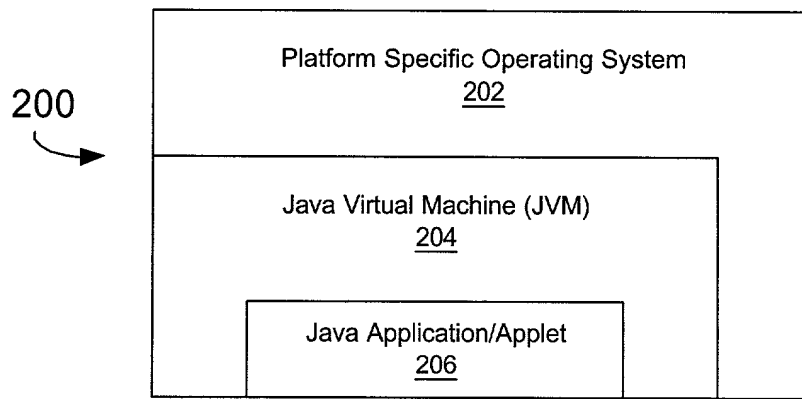 Platform Specific Operating System
202
200
Java Virtual Machine (JVM)
204
Java Application/Applet
206